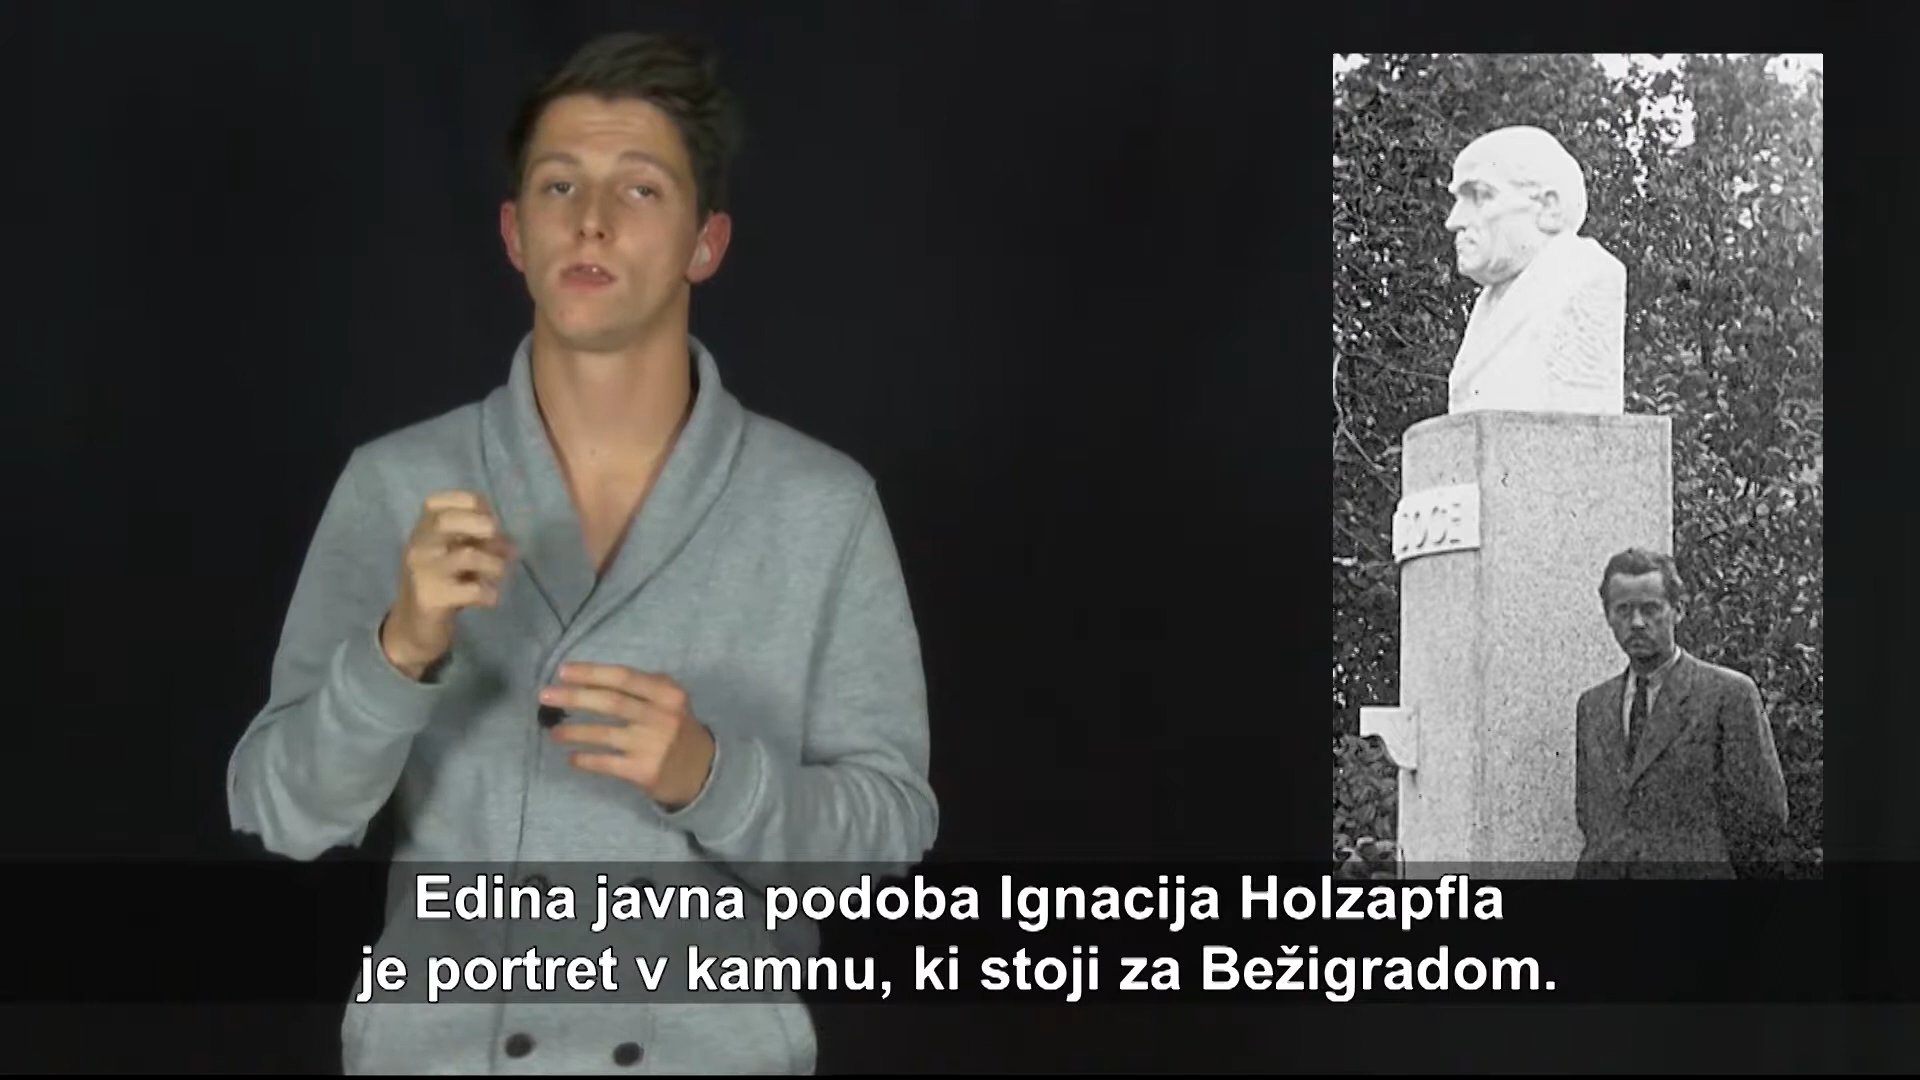 Edina javna podoba Ignacija Holzapfla
je portret v kamnu, ki stoji za Bežigradom.